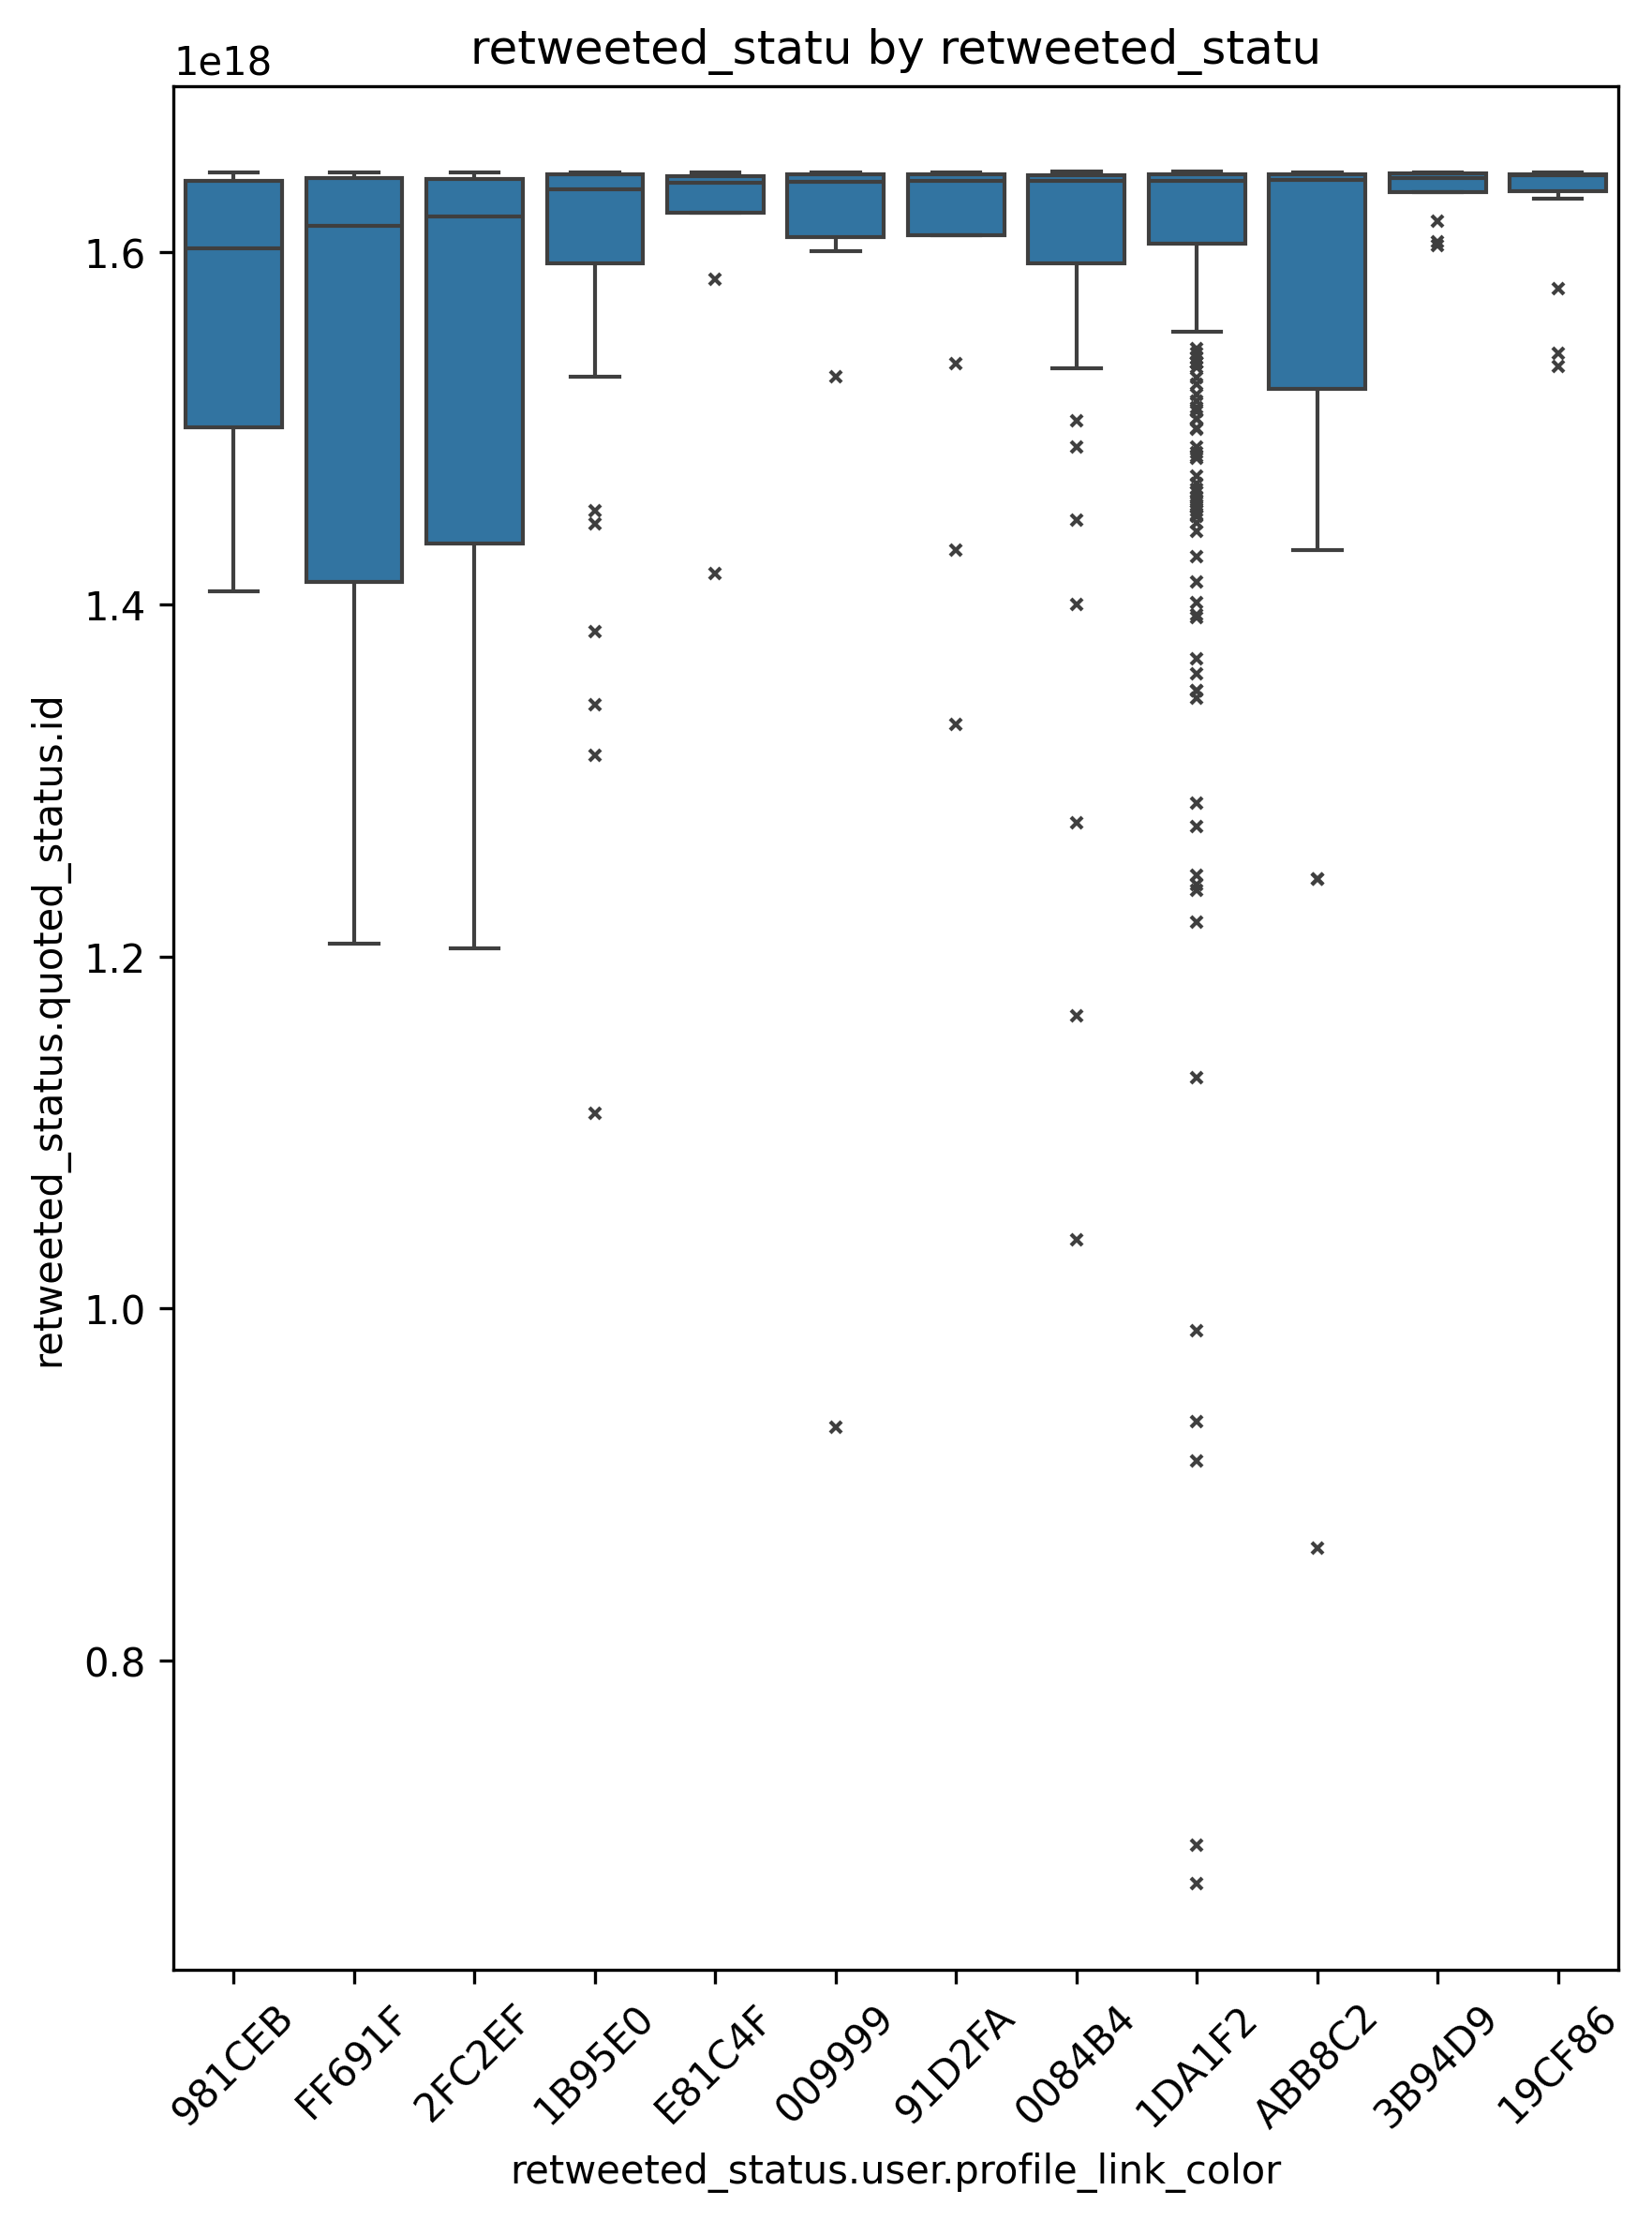 retweeted_statu by retweeted_statu
1e18
1.6
1.4
1.2
1.0
0.8
retweeted_status.quoted_status.id
981CEB
FF691F
2FC2EF
1B95E0
E81C4F
009999
91D2FA
0084B4
1DA1F2
ABB8C2
3B94D9
19CF86
retweeted_status.user.profile_link_color